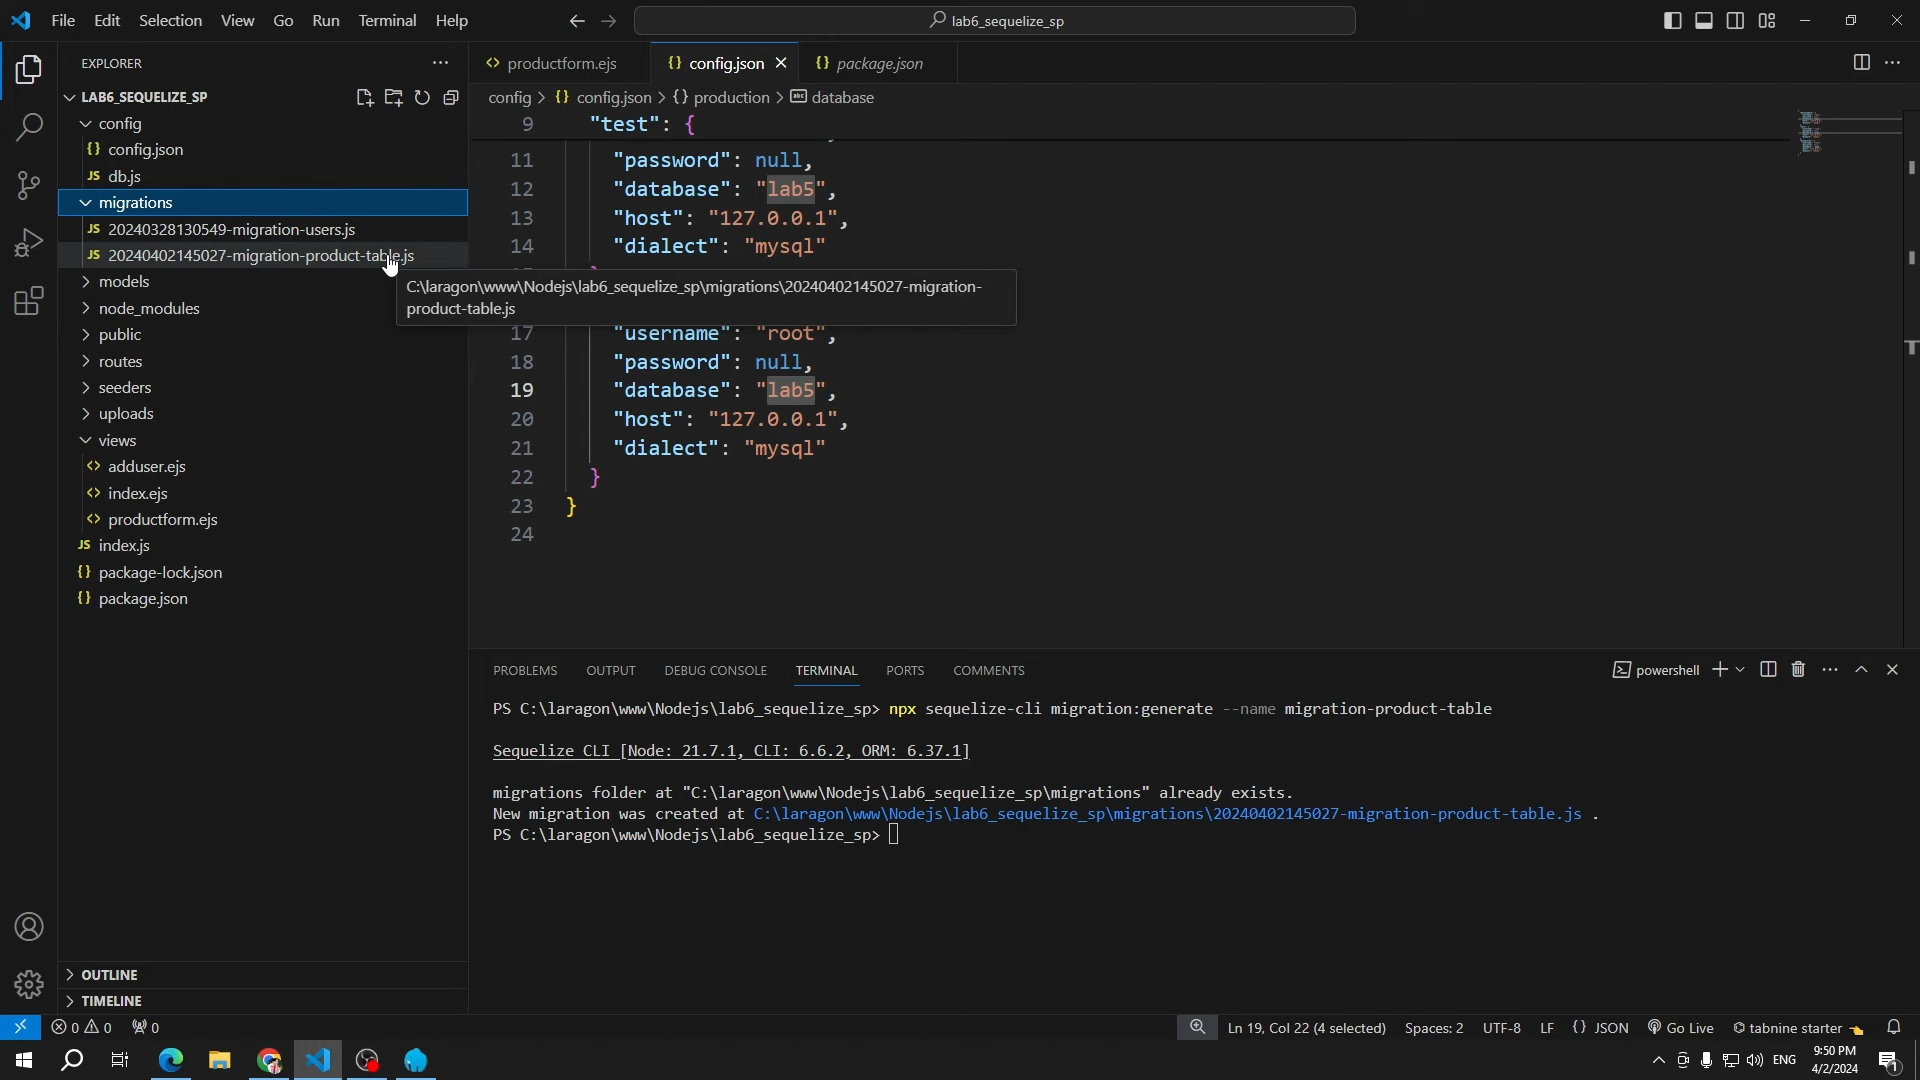 File Edit Selection View Go Run Terminal Help
lab6_sequelize_sp
EXPLORER
LAB6_SEQUELIZE_SP
config
config.json
db.js
migrations
20240328130549-migration-users.js
20240402145027-migration-product-table.js
models
node_modules
public
routes
seeders
uploads
views
adduser.ejs
index.ejs
productform.ejs
index.js
package-lock.json
package.json
OUTLINE
TIMELINE
productform.ejs config.json package.json
config > config.json > production > database
9 "test": {
11 "password": null,
12 "database": "lab5",
13 "host": "127.0.0.1",
14 "dialect": "mysql"
C:\laragon\www\Nodejs\lab6_sequelize_sp\migrations\20240402145027-migration-
product-table.js
17 "username": "root",
18 "password": null,
19 "database": "lab5",
20 "host": "127.0.0.1",
21 "dialect": "mysql"
22 }
23 }
24
PROBLEMS OUTPUT DEBUG CONSOLE TERMINAL PORTS COMMENTS
powershell
PS C:\laragon\www\Nodejs\lab6_sequelize_sp> npx sequelize-cli migration:generate --name migration-product-table
Sequelize CLI [Node: 21.7.1, CLI: 6.6.2, ORM: 6.37.1]
migrations folder at "C:\laragon\www\Nodejs\lab6_sequelize_sp\migrations" already exists.
New migration was created at C:\laragon\www\Nodejs\lab6_sequelize_sp\migrations\20240402145027-migration-product-table.js .
PS C:\laragon\www\Nodejs\lab6_sequelize_sp>
0 0 0
Ln 19, Col 22 (4 selected) Spaces: 2 UTF-8 LF {} JSON Go Live tabnine starter
ENG
9:50 PM
4/2/2024
1